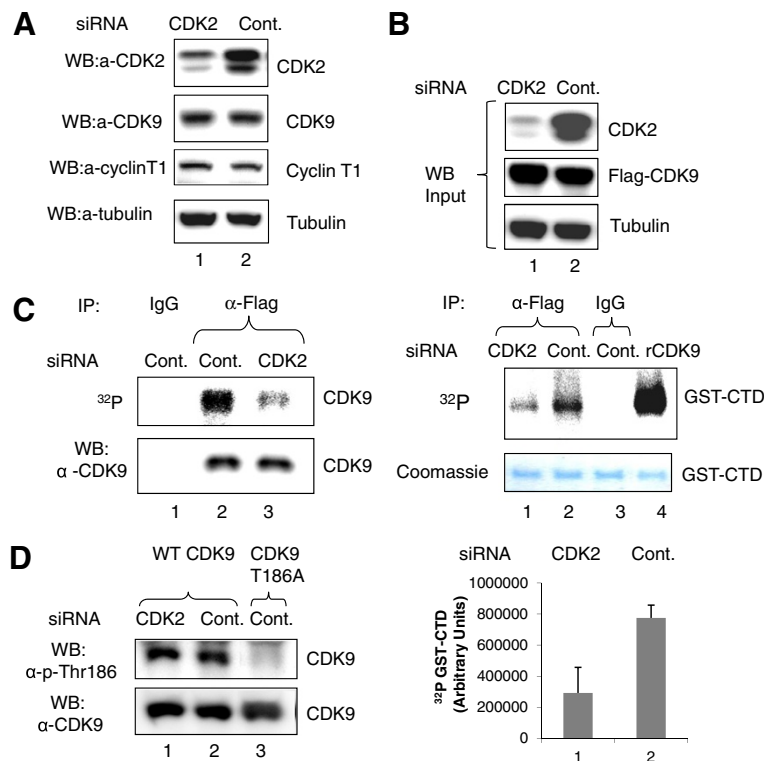 A
siRNA CDK2 Cont.
WB:a-CDK2 CDK2
WB:a-CDK9 CDK9
WB:a-cyclinT1 Cyclin T1
WB:a-tubulin Tubulin
1 2
B
siRNA CDK2 Cont.
WB
Input
CDK2
Flag-CDK9
Tubulin
1 2
C
IP: IgG α-Flag
siRNA Cont. Cont. CDK2
32P CDK9
WB:
α -CDK9 CDK9
1 2 3
IP: α-Flag IgG
siRNA CDK2 Cont. Cont. rCDK9
32P GST-CTD
Coomassie GST-CTD
1 2 3 4
D
WT CDK9 CDK9
T186A
siRNA CDK2 Cont. Cont.
WB:
α-p-Thr186 CDK9
WB:
α-CDK9 CDK9
1 2 3
siRNA CDK2 Cont.
32P GST-CTD
(Arbitrary Units)
1000000
800000
600000
400000
200000
0
1 2